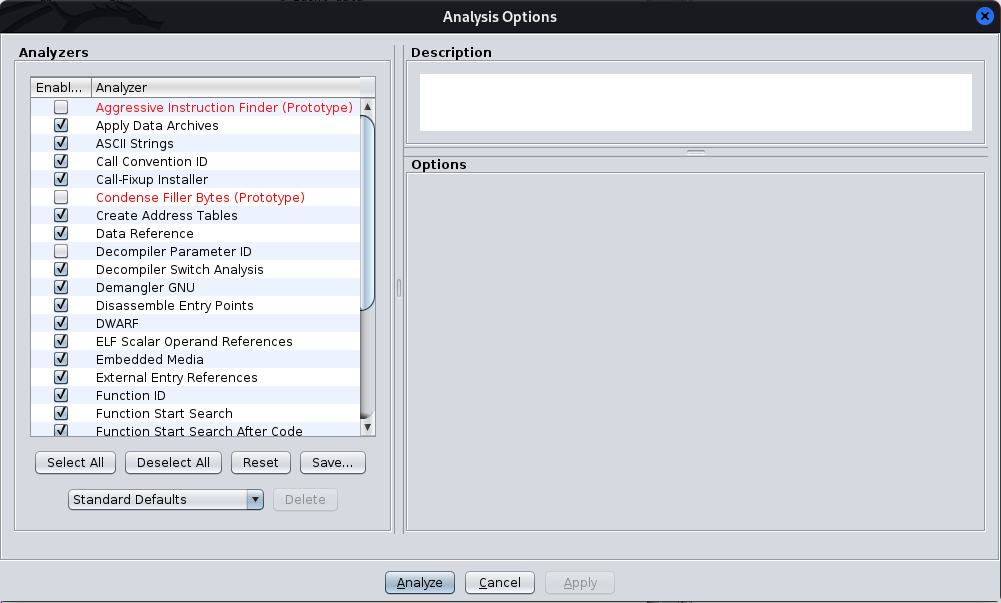 Analysis Options
Analyzers
Enabl... Analyzer
Aggressive Instruction Finder (Prototype)
Apply Data Archives
ASCII Strings
Call Convention ID
Call-Fixup Installer
Condense Filler Bytes (Prototype)
Create Address Tables
Data Reference
Decompiler Parameter ID
Decompiler Switch Analysis
Demangler GNU
Disassemble Entry Points
DWARF
ELF Scalar Operand References
Embedded Media
External Entry References
Function ID
Function Start Search
Function Start Search After Code
Select All Deselect All Reset Save...
Standard Defaults Delete
Description
Options
Analyze Cancel Apply